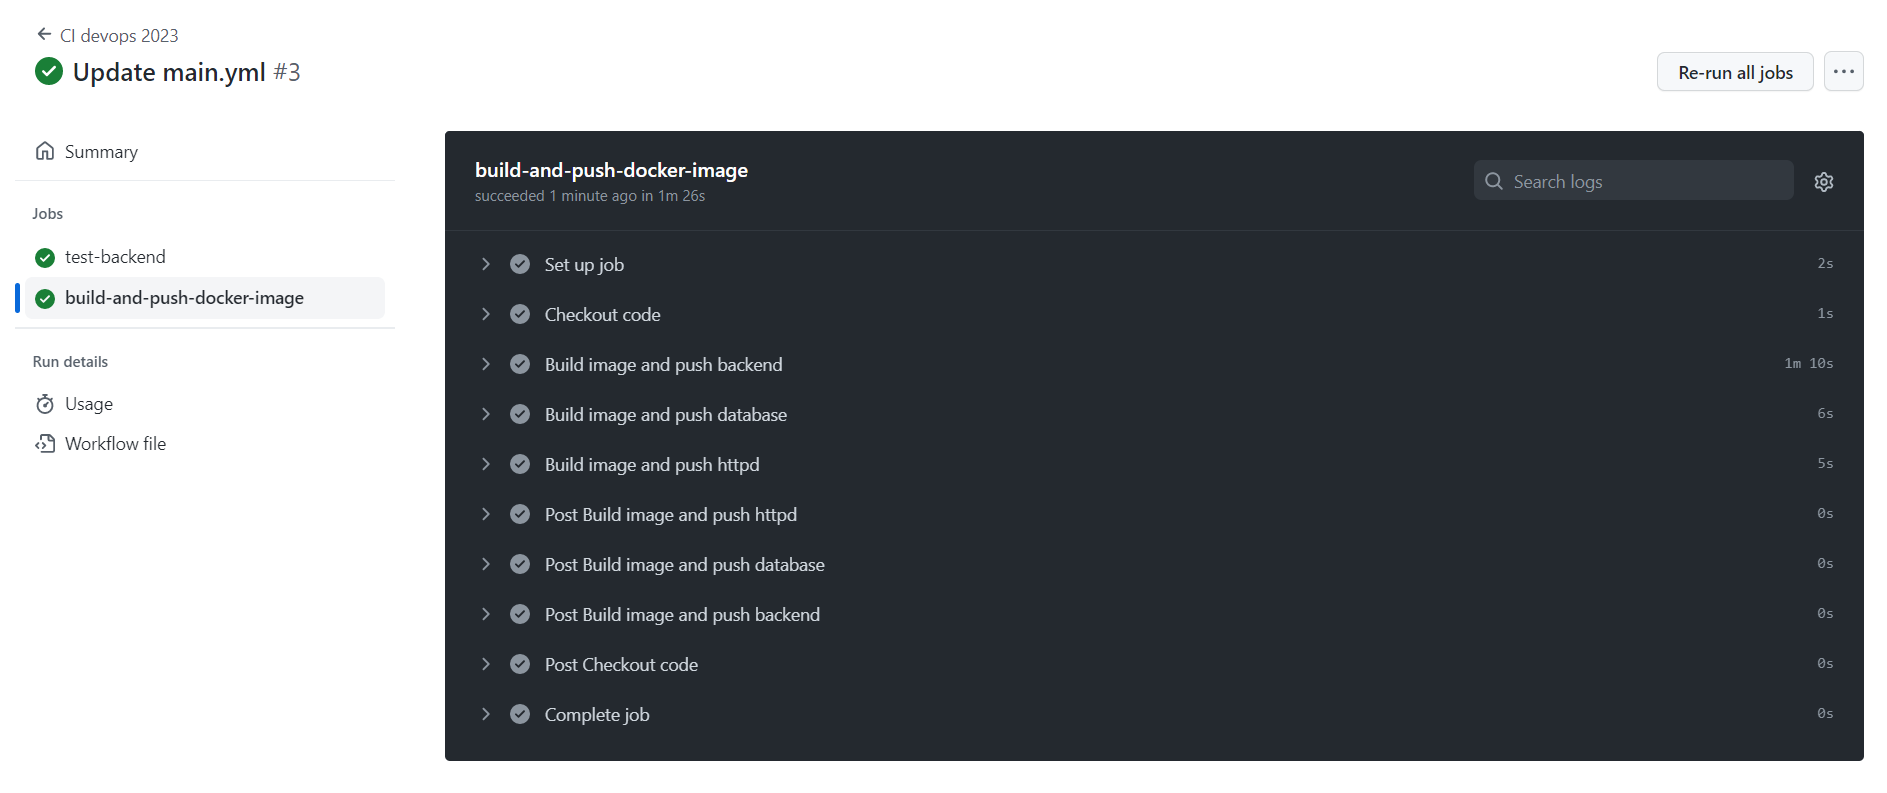 CI devops 2023
Update main.yml #3
Re-run all jobs
Summary
Jobs
test-backend
build-and-push-docker-image
Run details
Usage
Workflow file
build-and-push-docker-image
succeeded 1 minute ago in 1m 26s
Search logs
Set up job 2s
Checkout code 1s
Build image and push backend 1m 10s
Build image and push database 6s
Build image and push httpd 5s
Post Build image and push httpd 0s
Post Build image and push database 0s
Post Build image and push backend 0s
Post Checkout code 0s
Complete job 0s